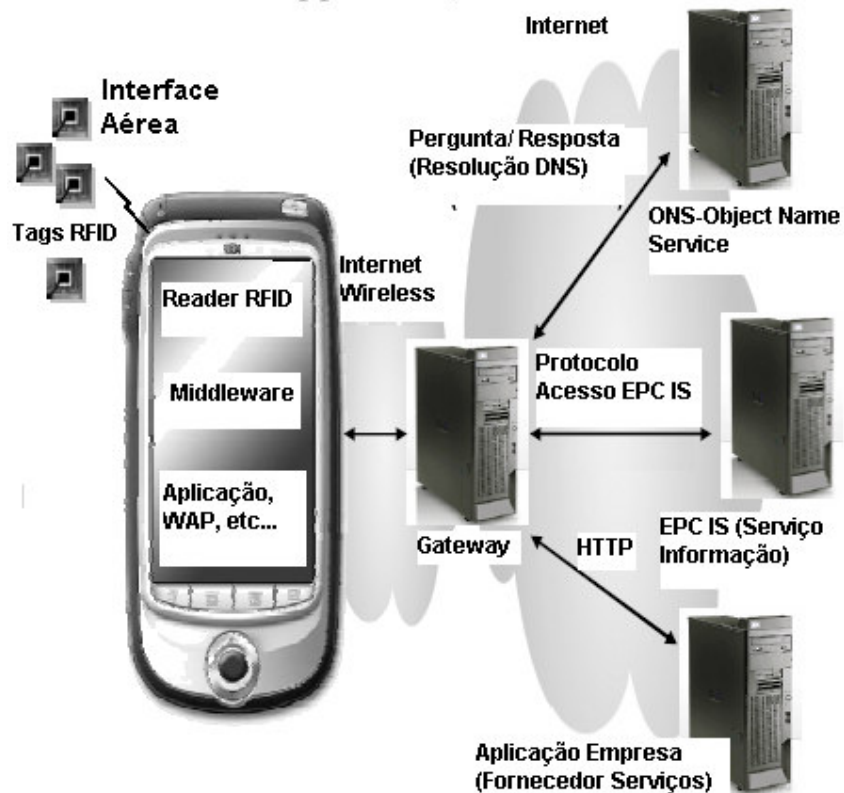 Internet
Interface
Aérea
Pergunta/ Resposta
(Resolução DNS)
Tags RFID
ONS-Object Name
Service
Internet
Wireless
Reader RFID
Protocolo
Acesso EPC IS
Middleware
Aplicação,
WAP, etc...
Gateway
HTTP
EPC IS (Serviço
Informação)
Aplicação Empresa
(Fornecedor Serviços)